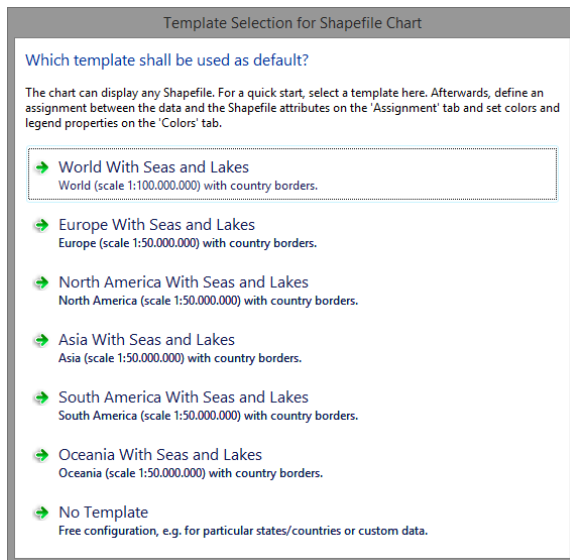 Template Selection for Shapefile Chart
Which template shall be used as default?
The chart can display any Shapefile. For a quick start, select a template here. Afterwards, define an
assignment between the data and the Shapefile attributes on the 'Assignment' tab and set colors and
legend properties on the 'Colors' tab.
World With Seas and Lakes
World (scale 1:100.000.000) with country borders.
Europe With Seas and Lakes
Europe (scale 1:50.000.000) with country borders.
North America With Seas and Lakes
North America (scale 1:50.000.000) with country borders.
Asia With Seas and Lakes
Asia (scale 1:50.000.000) with country borders.
South America With Seas and Lakes
South America (scale 1:50.000.000) with country borders.
Oceania With Seas and Lakes
Oceania (scale 1:50.000.000) with country borders.
No Template
Free configuration, e.g. for particular states/countries or custom data.